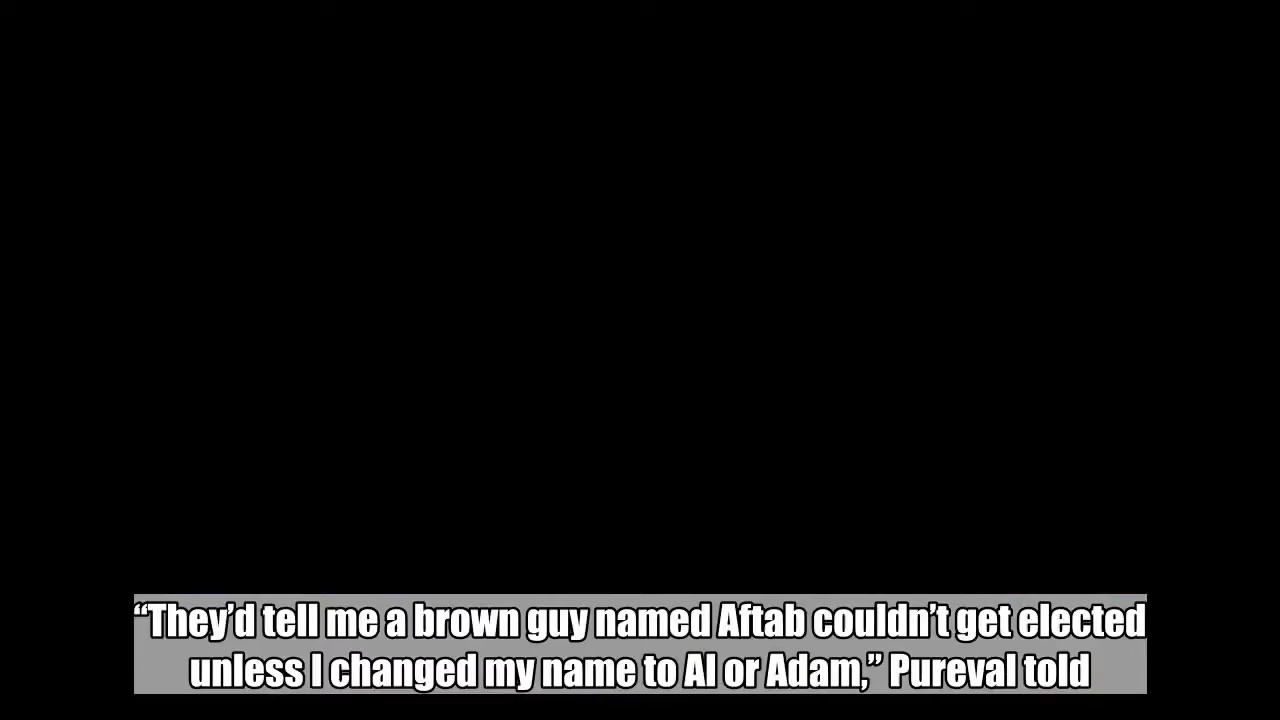 “They’d tell me a brown guy named Aftab couldn’t get elected
unless I changed my name to Al or Adam,” Pureval told